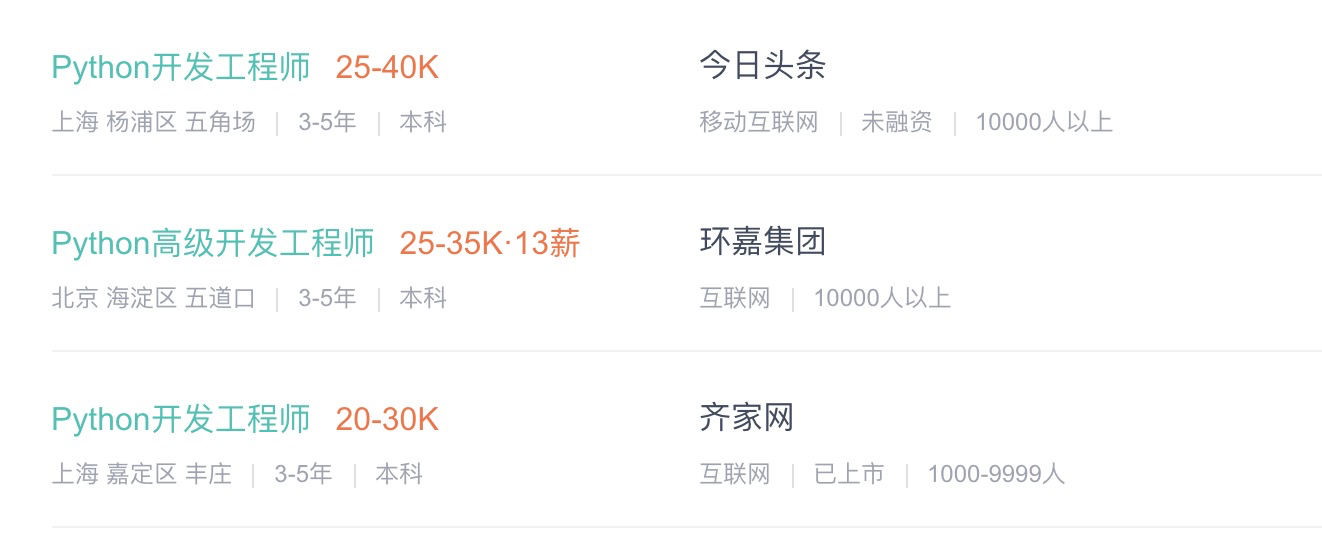 Python开发工程师 25-40K 今日头条
上海 杨浦区 五角场 | 3-5年 | 本科 移动互联网 | 未融资 | 10000人以上
Python高级开发工程师 25-35K·13薪 环嘉集团
北京 海淀区 五道口 | 3-5年 | 本科 互联网 | 10000人以上
Python开发工程师 20-30K 齐家网
上海 嘉定区 丰庄 | 3-5年 | 本科 互联网 | 已上市 | 1000-9999人